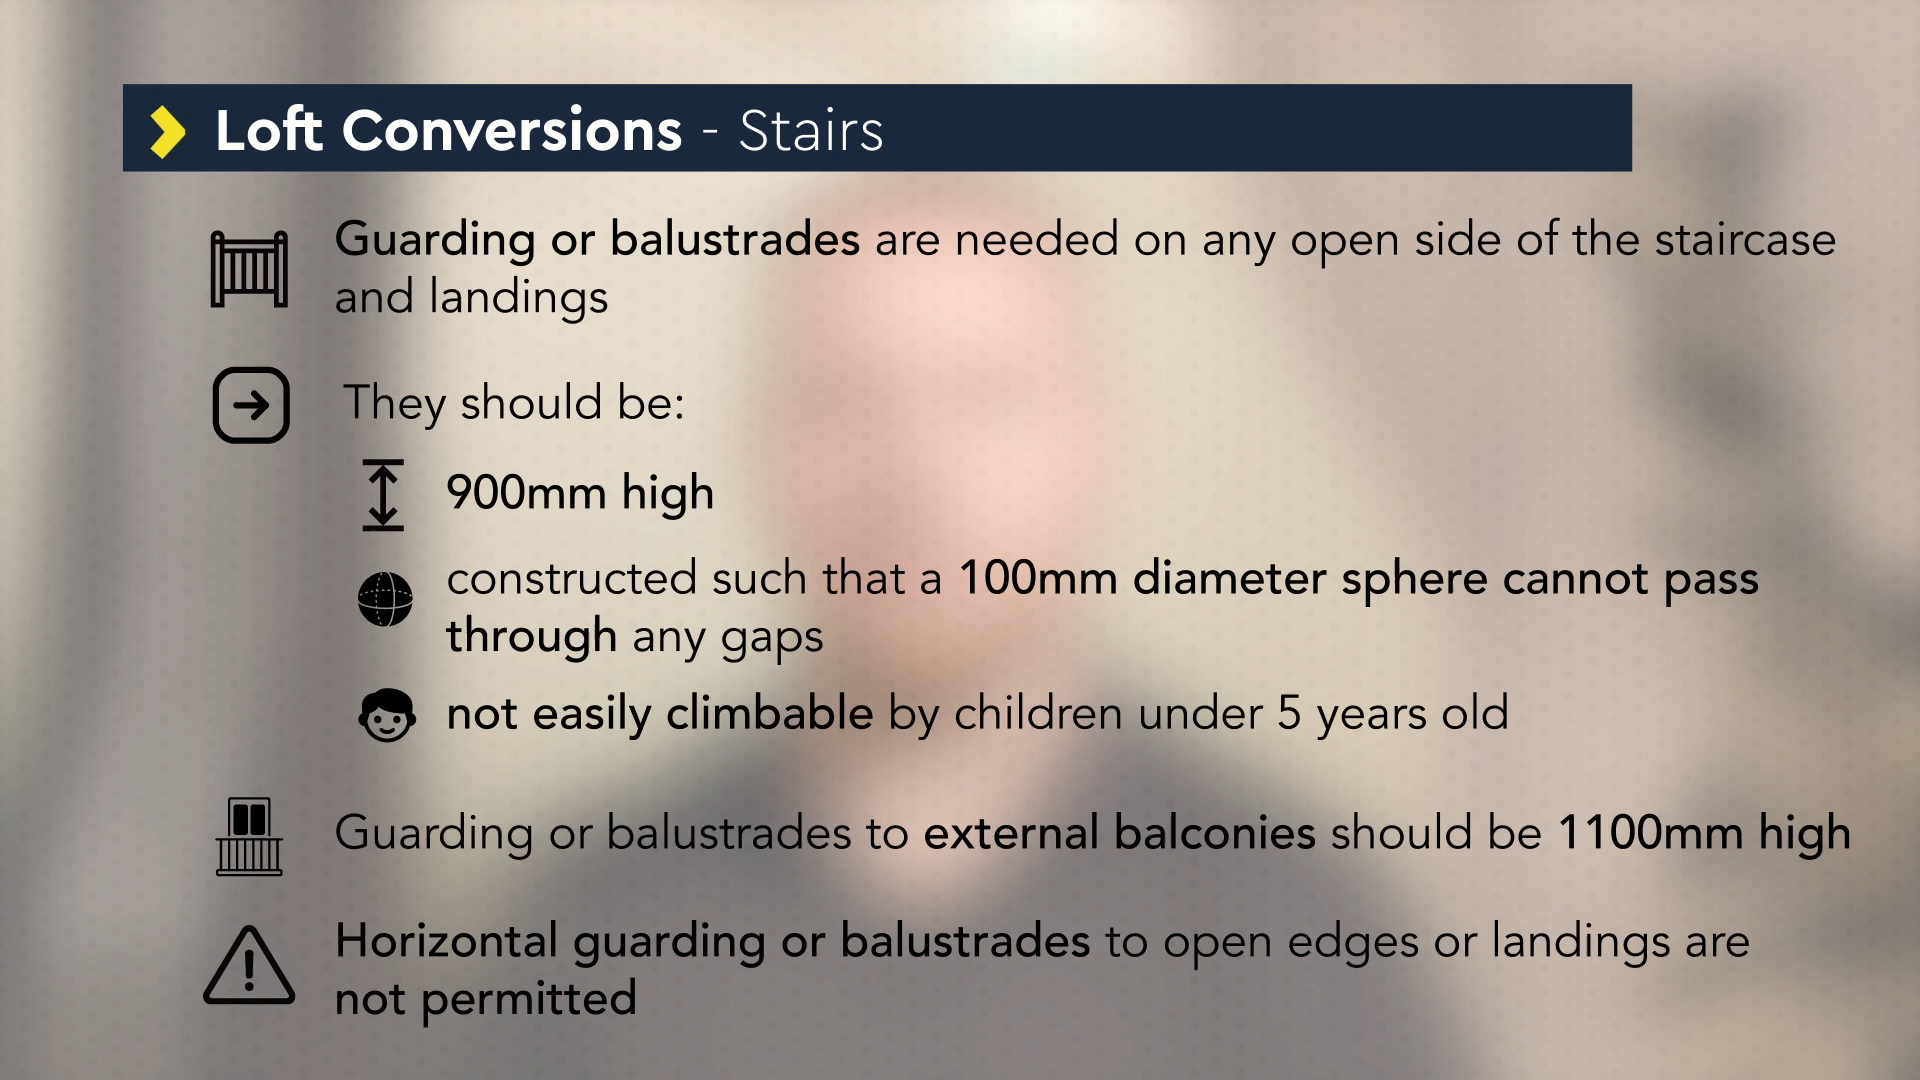 Loft Conversions - Stairs
Guarding or balustrades are needed on any open side of the staircase
and landings
They should be:
900mm high
constructed such that a 100mm diameter sphere cannot pass
through any gaps
not easily climbable by children under 5 years old
Guarding or balustrades to external balconies should be 1100mm high
Horizontal guarding or balustrades to open edges or landings are
not permitted